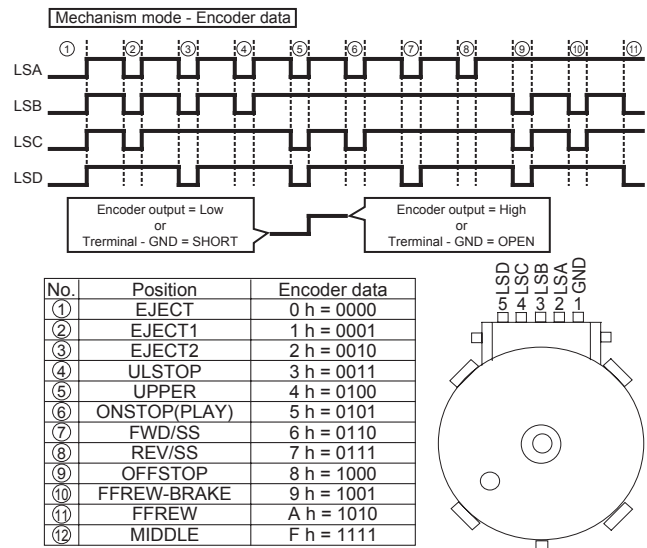 Mechanism mode - Encoder data
① ② ③ ④ ⑤ ⑥ ⑦ ⑧ ⑨ ⑩ ⑪
LSA
LSB
LSC
LSD
Encoder output = Low
or
Trerminal - GND = SHORT
Encoder output = High
or
Trerminal - GND = OPEN
No. Position Encoder data
① EJECT 0 h = 0000
② EJECT1 1 h = 0001
③ EJECT2 2 h = 0010
④ ULSTOP 3 h = 0011
⑤ UPPER 4 h = 0100
⑥ ONSTOP(PLAY) 5 h = 0101
⑦ FWD/SS 6 h = 0110
⑧ REV/SS 7 h = 0111
⑨ OFFSTOP 8 h = 1000
⑩ FFREW-BRAKE 9 h = 1001
⑪ FFREW A h = 1010
⑫ MIDDLE F h = 1111
5 LSD
4 LSC
3 LSB
2 LSA
1 GND